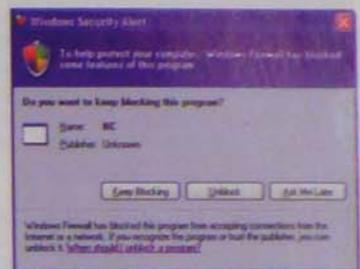 Windows Security Alert
To help protect your computer, Windows Firewall has blocked
some features of this program.
Do you want to keep blocking this program?
Name: NC
Publisher: Unknown
Keep Blocking
Unblock
Ask Me Later
Windows Firewall has blocked this program from accepting connections from the
Internet or a network. If you recognize the program or trust the publisher, you can
unblock it. When should I unblock a program?